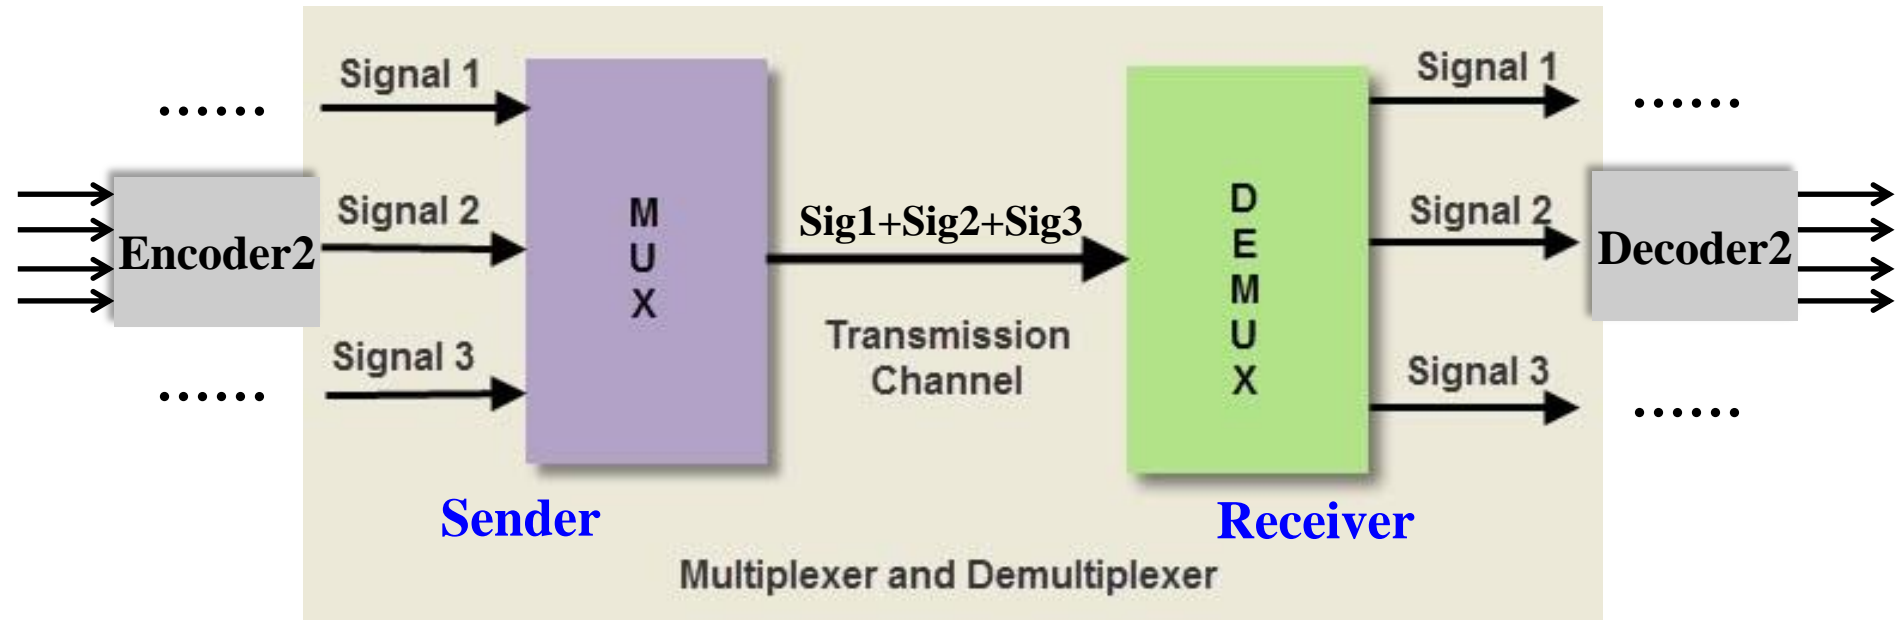 Signal 1
Signal 2
Signal 3
......
......
Encoder2
M
U
X
Sig1+Sig2+Sig3
Transmission
Channel
D
E
M
U
X
Signal 1
Signal 2
Signal 3
......
......
Decoder2
Sender
Receiver
Multiplexer and Demultiplexer